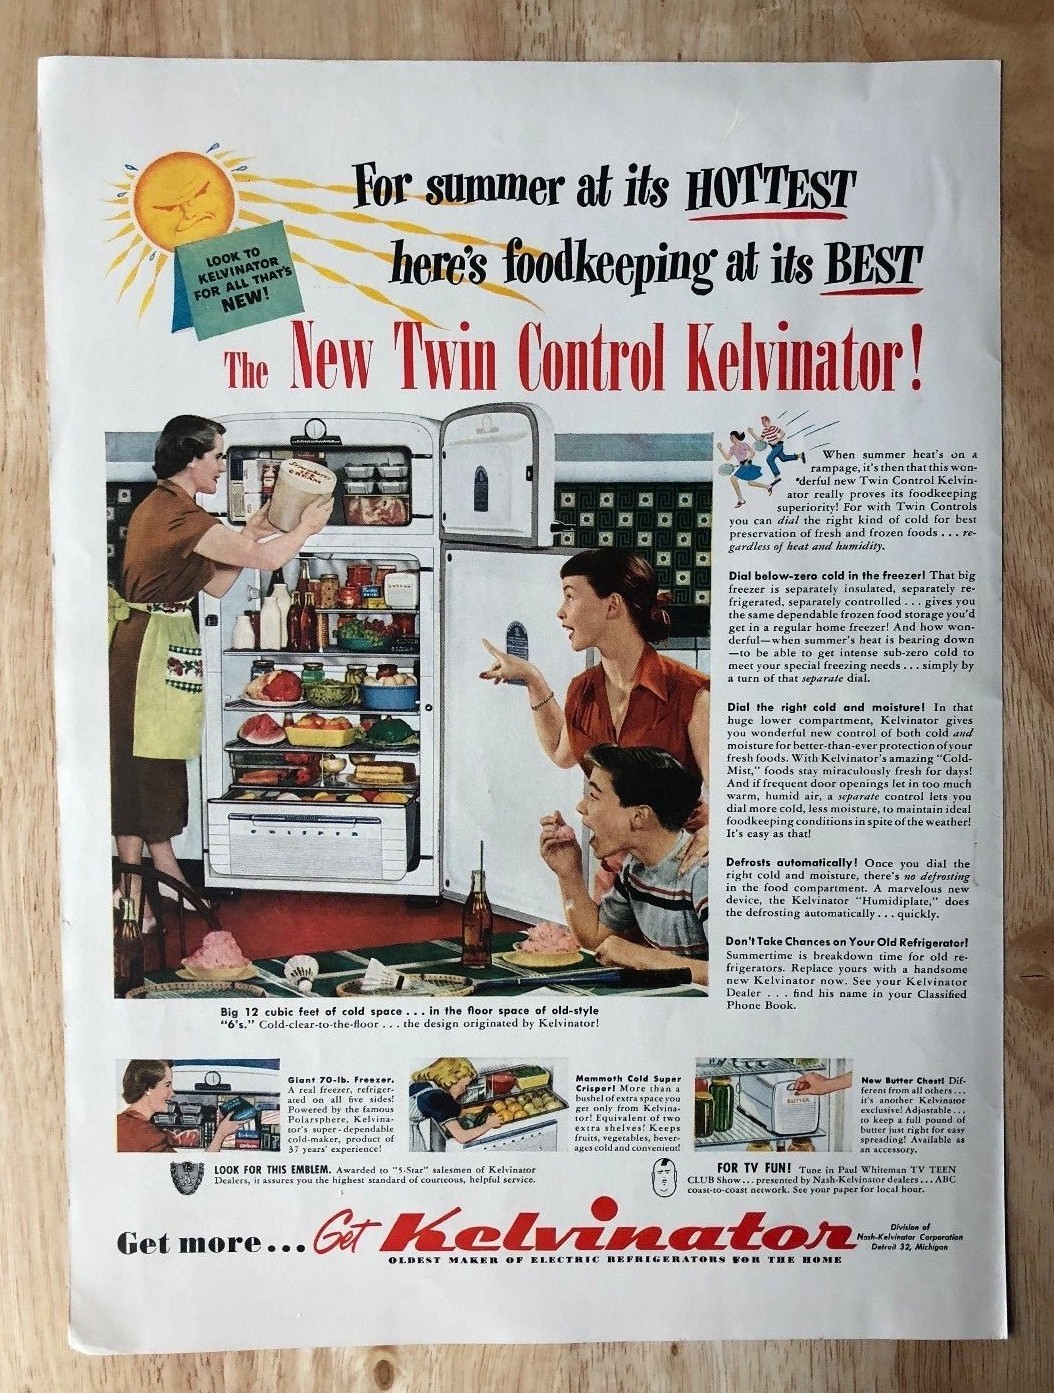 For summer at its HOTTEST
here's foodkeeping at its BEST
LOOK TO
KELVINATOR
FOR ALL THAT'S
NEW!
The New Twin Control Kelvinator!
Strawberry
ICE
CREAM
When summer heat's on a
rampage, it's then that this won-
derful new Twin Control Kelvin-
ator really proves its foodkeeping
superiority! For with Twin Controls
you can dial the right kind of cold for best
preservation of fresh and frozen foods . . . re-
gardless of heat and humidity.
Dial below-zero cold in the freezer! That big
freezer is separately insulated, separately re-
frigerated, separately controlled . . . gives you
the same dependable frozen food storage you'd
get in a regular home freezer! And how won-
derful—when summer's heat is bearing down
—to be able to get intense sub-zero cold to
meet your special freezing needs . . . simply by
a turn of that separate dial.
Dial the right cold and moisture! In that
huge lower compartment, Kelvinator gives
you wonderful new control of both cold and
moisture for better-than-ever protection of your
fresh foods. With Kelvinator's amazing "Cold-
Mist," foods stay miraculously fresh for days!
And if frequent door openings let in too much
warm, humid air, a separate control lets you
dial more cold, less moisture, to maintain ideal
foodkeeping conditions in spite of the weather!
It's easy as that!
Defrosts automatically! Once you dial the
right cold and moisture, there's no defrosting
in the food compartment. A marvelous new
device, the Kelvinator "Humidiplate," does
the defrosting automatically . . . quickly.
Don't Take Chances on Your Old Refrigerator!
Summertime is breakdown time for old re-
frigerators. Replace yours with a handsome
new Kelvinator now. See your Kelvinator
Dealer . . . find his name in your Classified
Phone Book.
CRISPER
Big 12 cubic feet of cold space . . . in the floor space of old-style
"6's." Cold-clear-to-the-floor . . . the design originated by Kelvinator!
Giant 70-lb. Freezer.
A real freezer, refriger-
ated on all five sides!
Powered by the famous
Polarsphere, Kelvina-
tor's super-dependable
cold-maker, product of
37 years' experience!
Mammoth Cold Super
Crisper! More than a
bushel of extra space you
get only from Kelvina-
tor! Equivalent of two
extra shelves! Keeps
fruits, vegetables, bever-
ages cold and convenient!
BUTTER
New Butter Chest! Dif-
ferent from all others . . .
it's another Kelvinator
exclusive! Adjustable . . .
to keep a full pound of
butter just right for easy
spreading! Available as
an accessory.
LOOK FOR THIS EMBLEM. Awarded to "5-Star" salesmen of Kelvinator
Dealers, it assures you the highest standard of courteous, helpful service.
FOR TV FUN! Tune in Paul Whiteman TV TEEN
CLUB Show . . . presented by Nash-Kelvinator dealers . . . ABC
coast-to-coast network. See your paper for local hour.
Get more... Get Kelvinator
OLDEST MAKER OF ELECTRIC REFRIGERATORS FOR THE HOME
Division of
Nash-Kelvinator Corporation
Detroit 32, Michigan